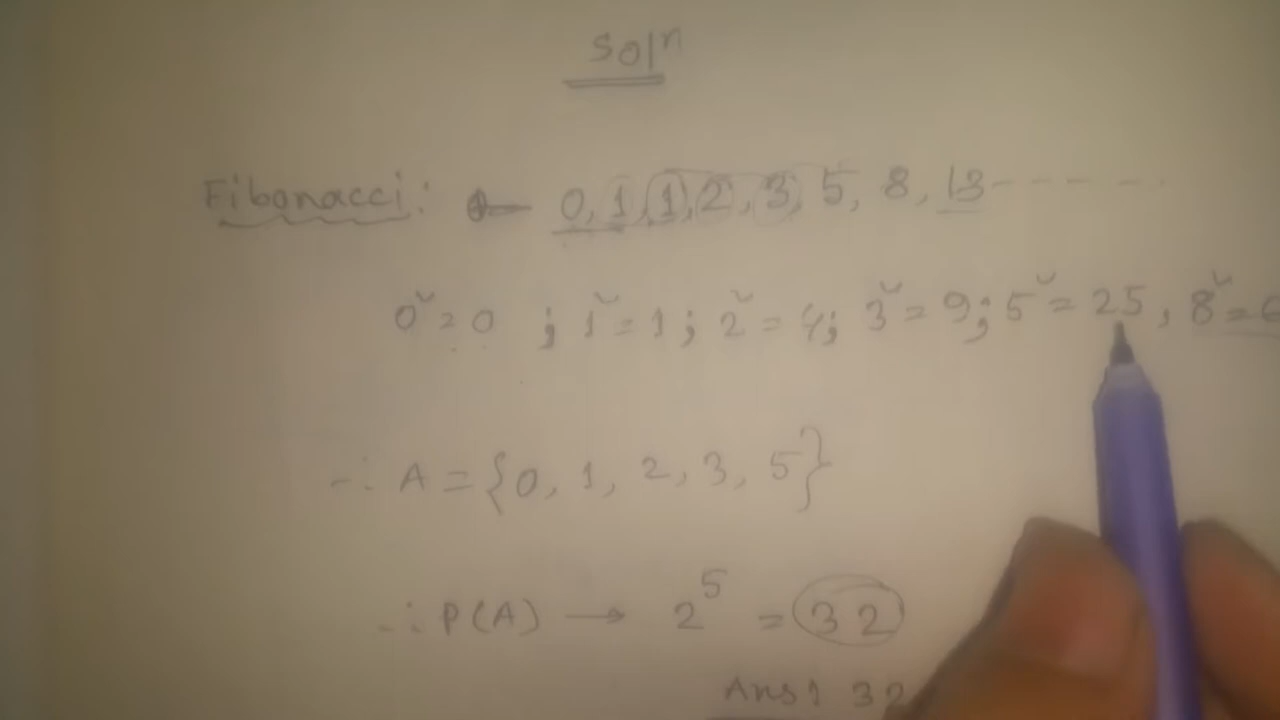 Soln
Fibonacci: 0, 1, 1, 2, 3, 5, 8, 13------
0² = 0 ; 1² = 1; 2² = 4; 3² = 9; 5² = 25, 8² = 6
∴ A = {0, 1, 2, 3, 5}
∴ P(A) → 2⁵ = 32
Ans: 32